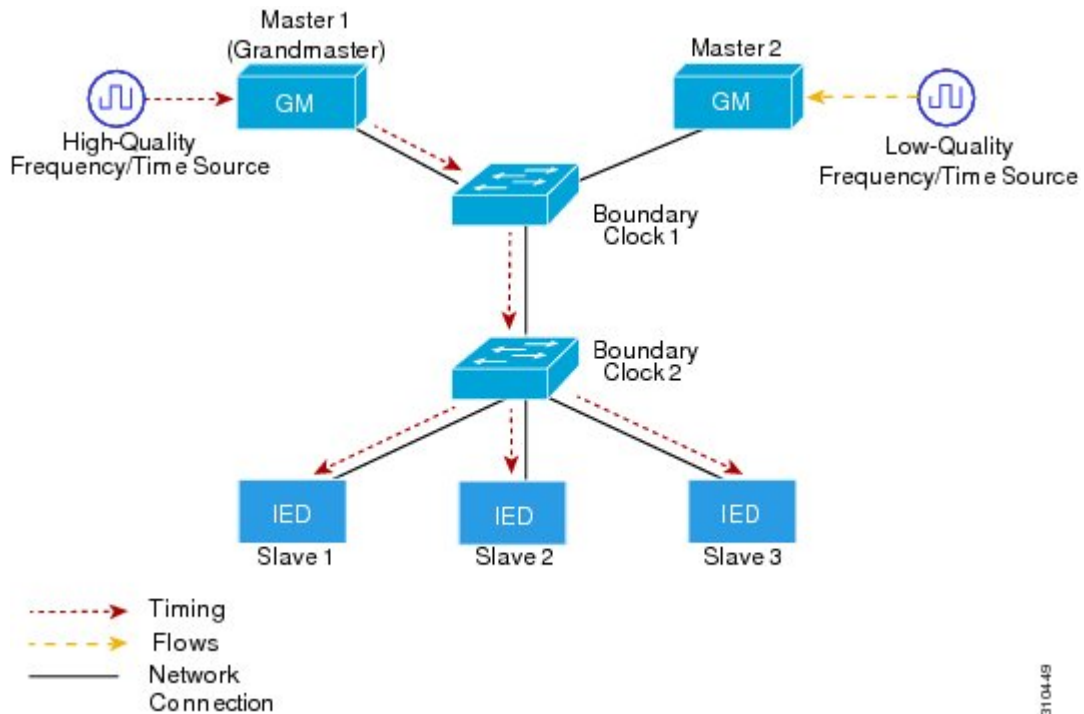 Master 1
(Grandmaster)
Master 2
GM
GM
High-Quality
Frequency/Time Source
Low-Quality
Frequency/Time Source
Boundary
Clock 1
Boundary
Clock 2
IED
IED
IED
Slave 1
Slave 2
Slave 3
Timing
Flows
Network
Connection
310449